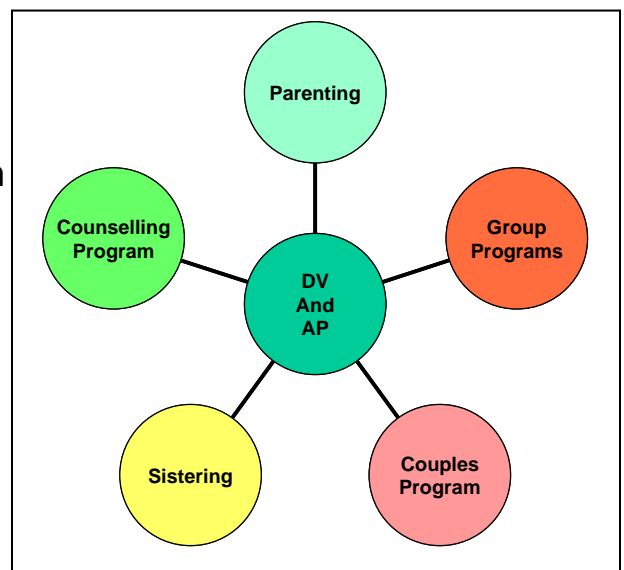 Parenting
Counselling
Program
Group
Programs
DV
And
AP
Sistering
Couples
Program